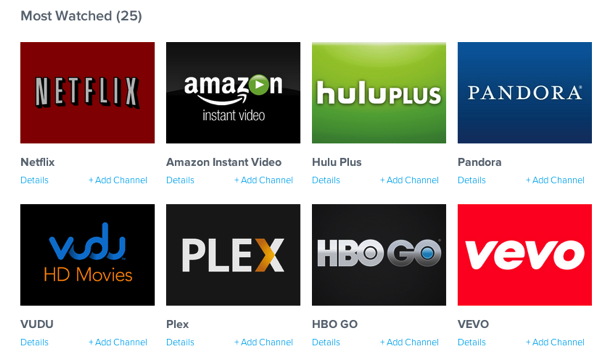 Most Watched (25)
NETFLIX
amazon
instant video
huluPLUS
PANDORA®
Netflix
Amazon Instant Video
Hulu Plus
Pandora
Details + Add Channel
Details + Add Channel
Details + Add Channel
Details + Add Channel
vudu
HD Movies
PLEX
HBO GO
vevo
VUDU
Plex
HBO GO
VEVO
Details + Add Channel
Details + Add Channel
Details + Add Channel
Details + Add Channel